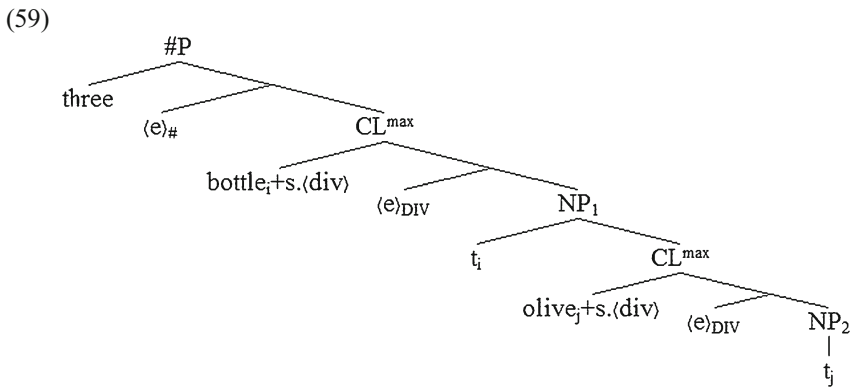 (59)
#P
three
⟨e⟩#
CLmax
bottlei+s.⟨div⟩
⟨e⟩DIV
NP1
ti
CLmax
olivej+s.⟨div⟩
⟨e⟩DIV
NP2
tj